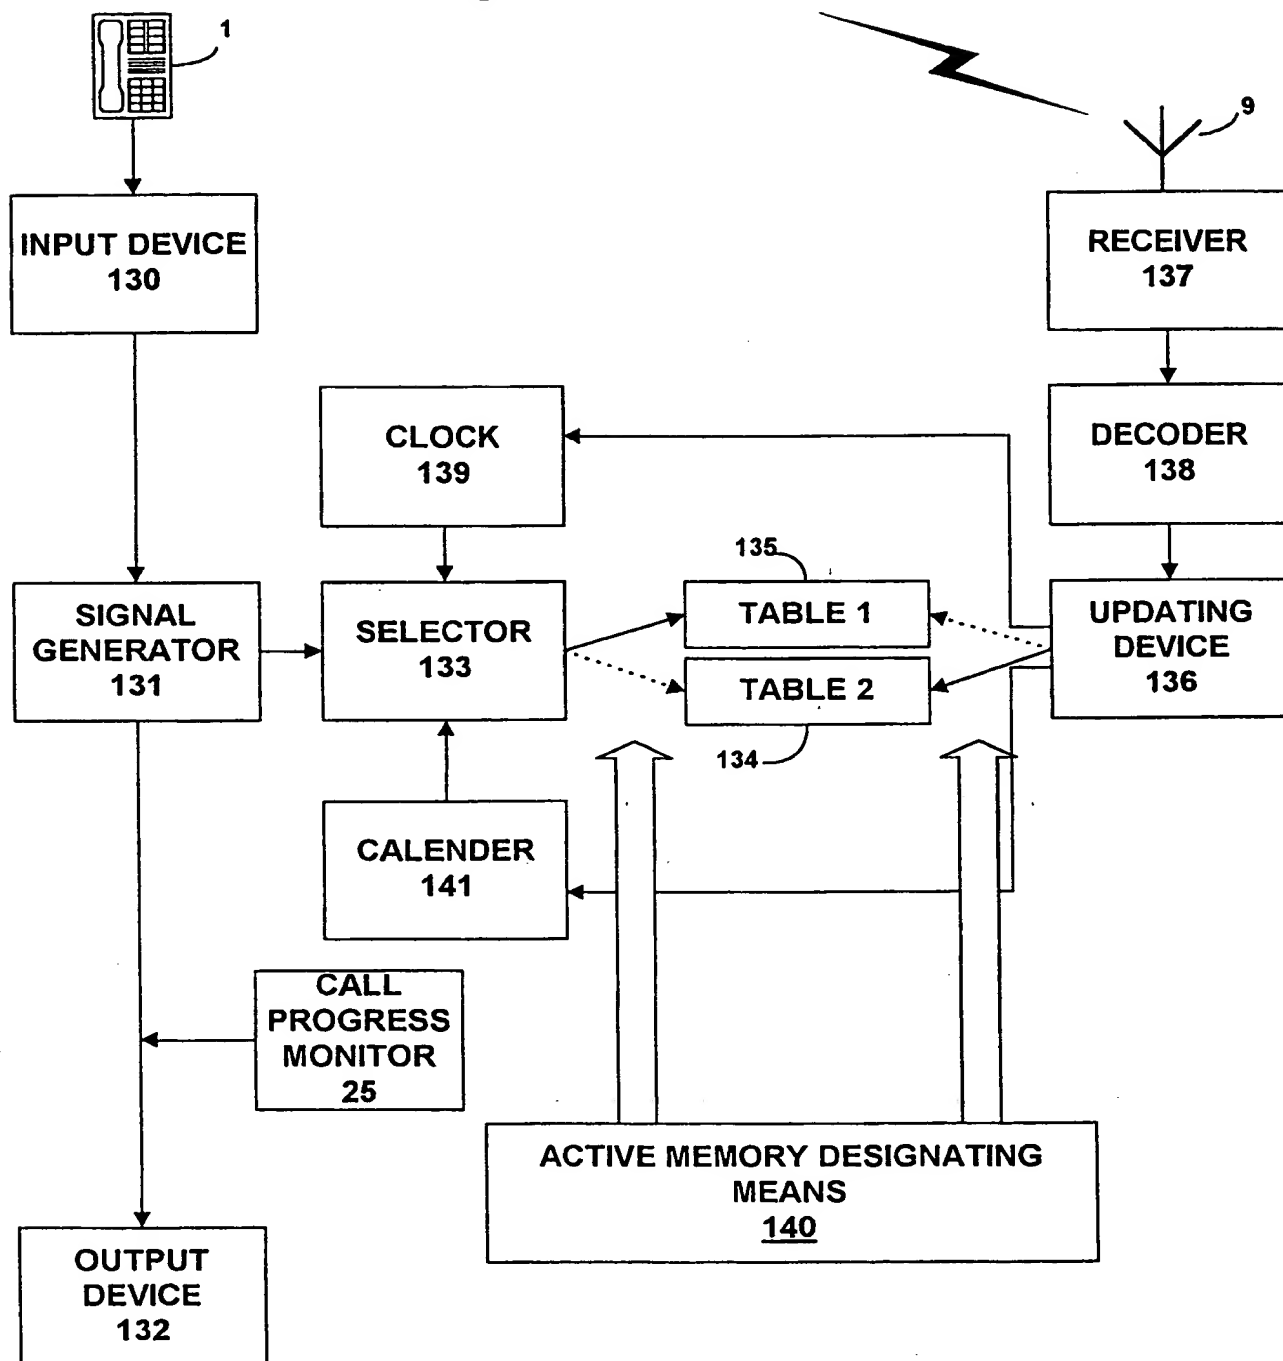 1
9
INPUT DEVICE
130
RECEIVER
137
CLOCK
139
DECODER
138
135
SIGNAL
GENERATOR
131
SELECTOR
133
TABLE 1
TABLE 2
134
UPDATING
DEVICE
136
CALENDER
141
CALL
PROGRESS
MONITOR
25
ACTIVE MEMORY DESIGNATING
MEANS
140
OUTPUT
DEVICE
132